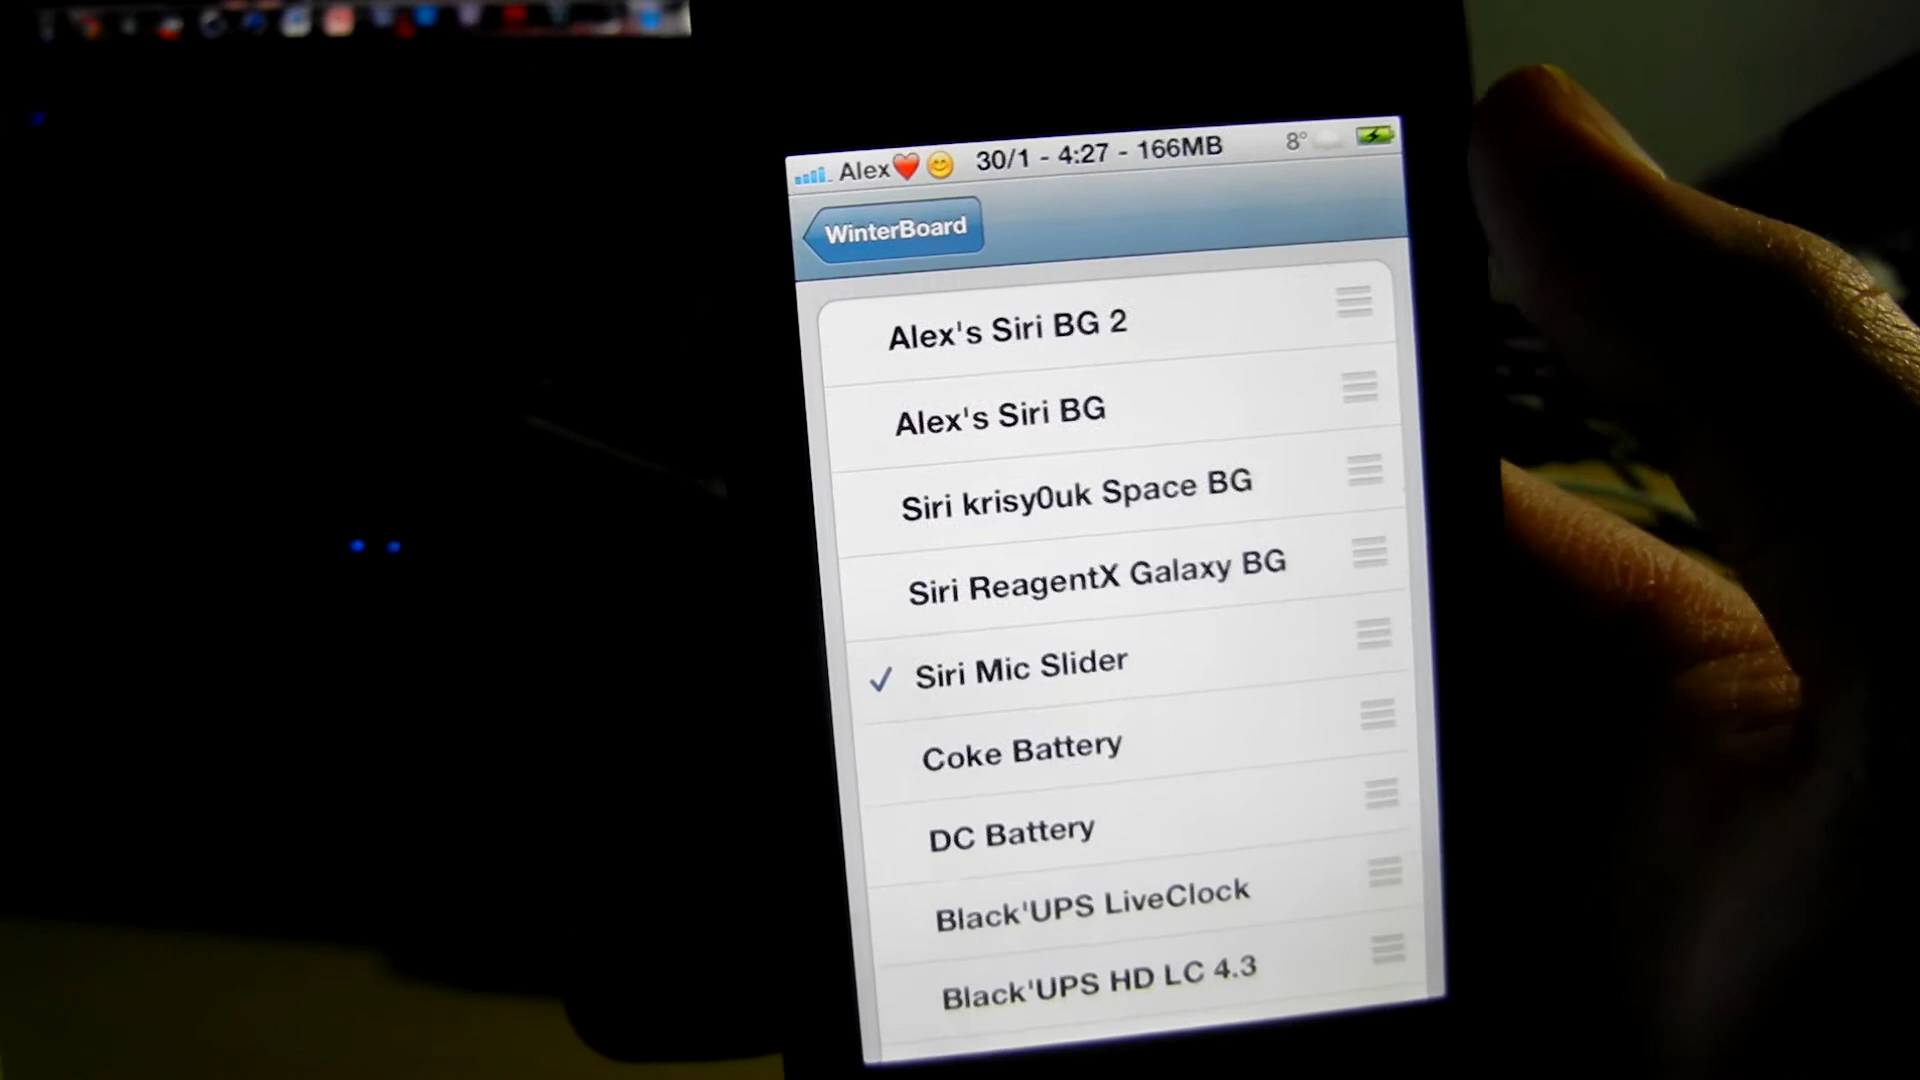 Alex❤️😊 30/1 - 4:27 - 166MB 8°
WinterBoard
Alex's Siri BG 2
Alex's Siri BG
Siri krisy0uk Space BG
Siri ReagentX Galaxy BG
Siri Mic Slider
Coke Battery
DC Battery
Black'UPS LiveClock
Black'UPS HD LC 4.3